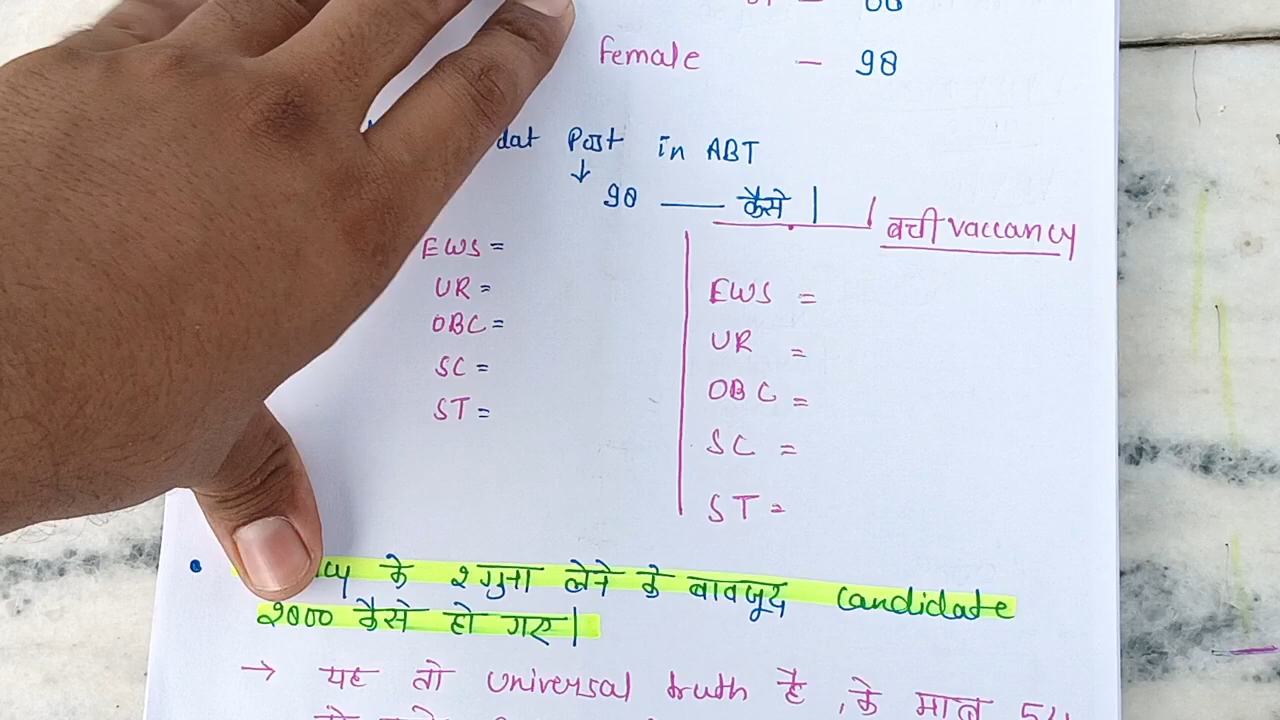 Female — 98
Post in ABT
↓
98 — कैसे |
बची vaccancy
EWS =
UR =
OBC =
SC =
ST =
EWS =
UR =
OBC =
SC =
ST =
के 2 गुना लेने के बावजूद candidate
2000 कैसे हो गए |
→ यह तो universal truth है, के मात्र